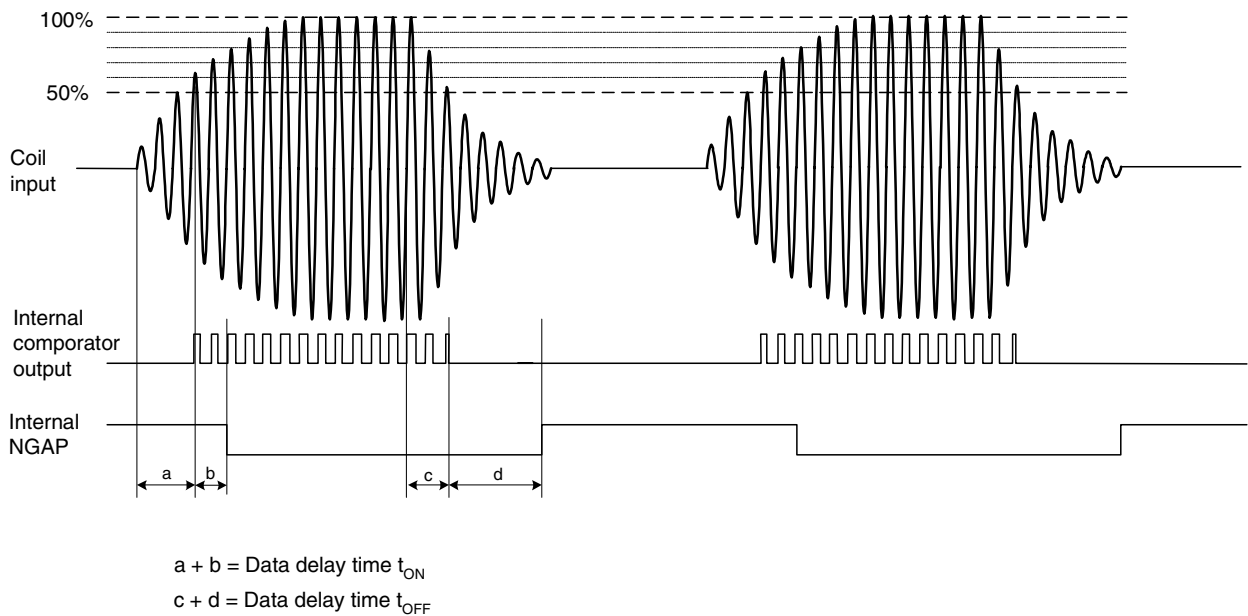 100%
50%
Coil
input
Internal
comporator
output
Internal
NGAP
a b c d
a + b = Data delay time tON
c + d = Data delay time tOFF